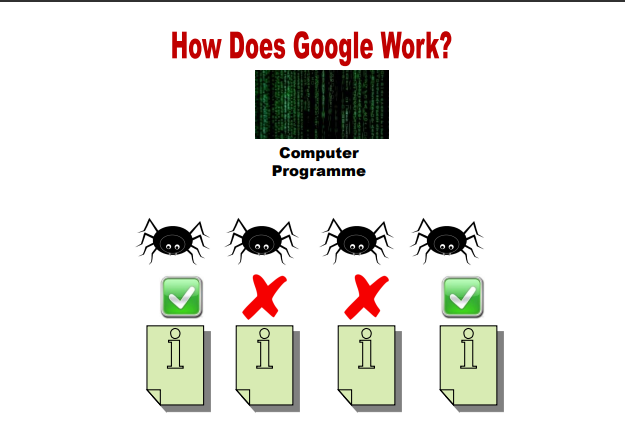 How Does Google Work?
Computer
Programme
i i i i